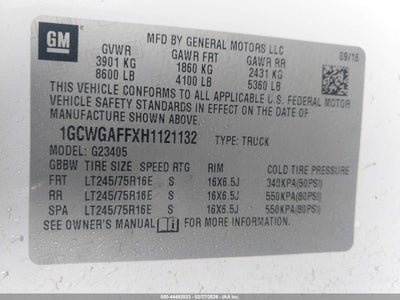 GM
MFD BY GENERAL MOTORS LLC
GVWR GAWR FRT GAWR RR 09/16
3901 KG 1860 KG 2431 KG
8600 LB 4100 LB 5360 LB
THIS VEHICLE CONFORMS TO ALL APPLICABLE U.S. FEDERAL MOTOR
VEHICLE SAFETY STANDARDS IN EFFECT ON THE DATE OF
MANUFACTURE SHOWN ABOVE.
1GCWGAFFXH1121132 TYPE: TRUCK
MODEL: G23405
GBBW TIRE SIZE SPEED RTG RIM COLD TIRE PRESSURE
FRT LT245/75R16E S 16X6.5J 340KPA(50PSI)
RR LT245/75R16E S 16X6.5J 550KPA(80PSI)
SPA LT245/75R16E S 16X6.5J 550KPA(80PSI)
SEE OWNER'S MANUAL FOR ADDITIONAL INFORMATION.